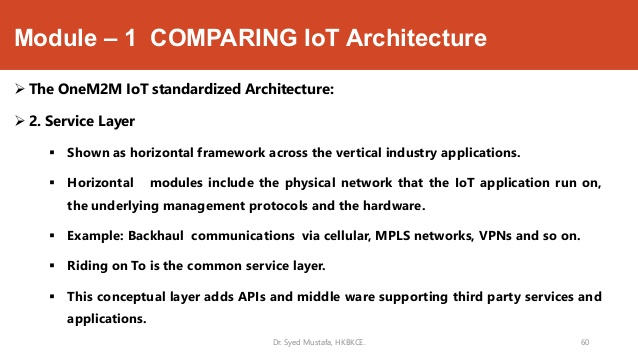 Module – 1 COMPARING IoT Architecture
➢ The OneM2M IoT standardized Architecture:
➢ 2. Service Layer
▪ Shown as horizontal framework across the vertical industry applications.
▪ Horizontal modules include the physical network that the IoT application run on,
the underlying management protocols and the hardware.
▪ Example: Backhaul communications via cellular, MPLS networks, VPNs and so on.
▪ Riding on To is the common service layer.
▪ This conceptual layer adds APIs and middle ware supporting third party services and
applications.
Dr. Syed Mustafa, HKBKCE. 60